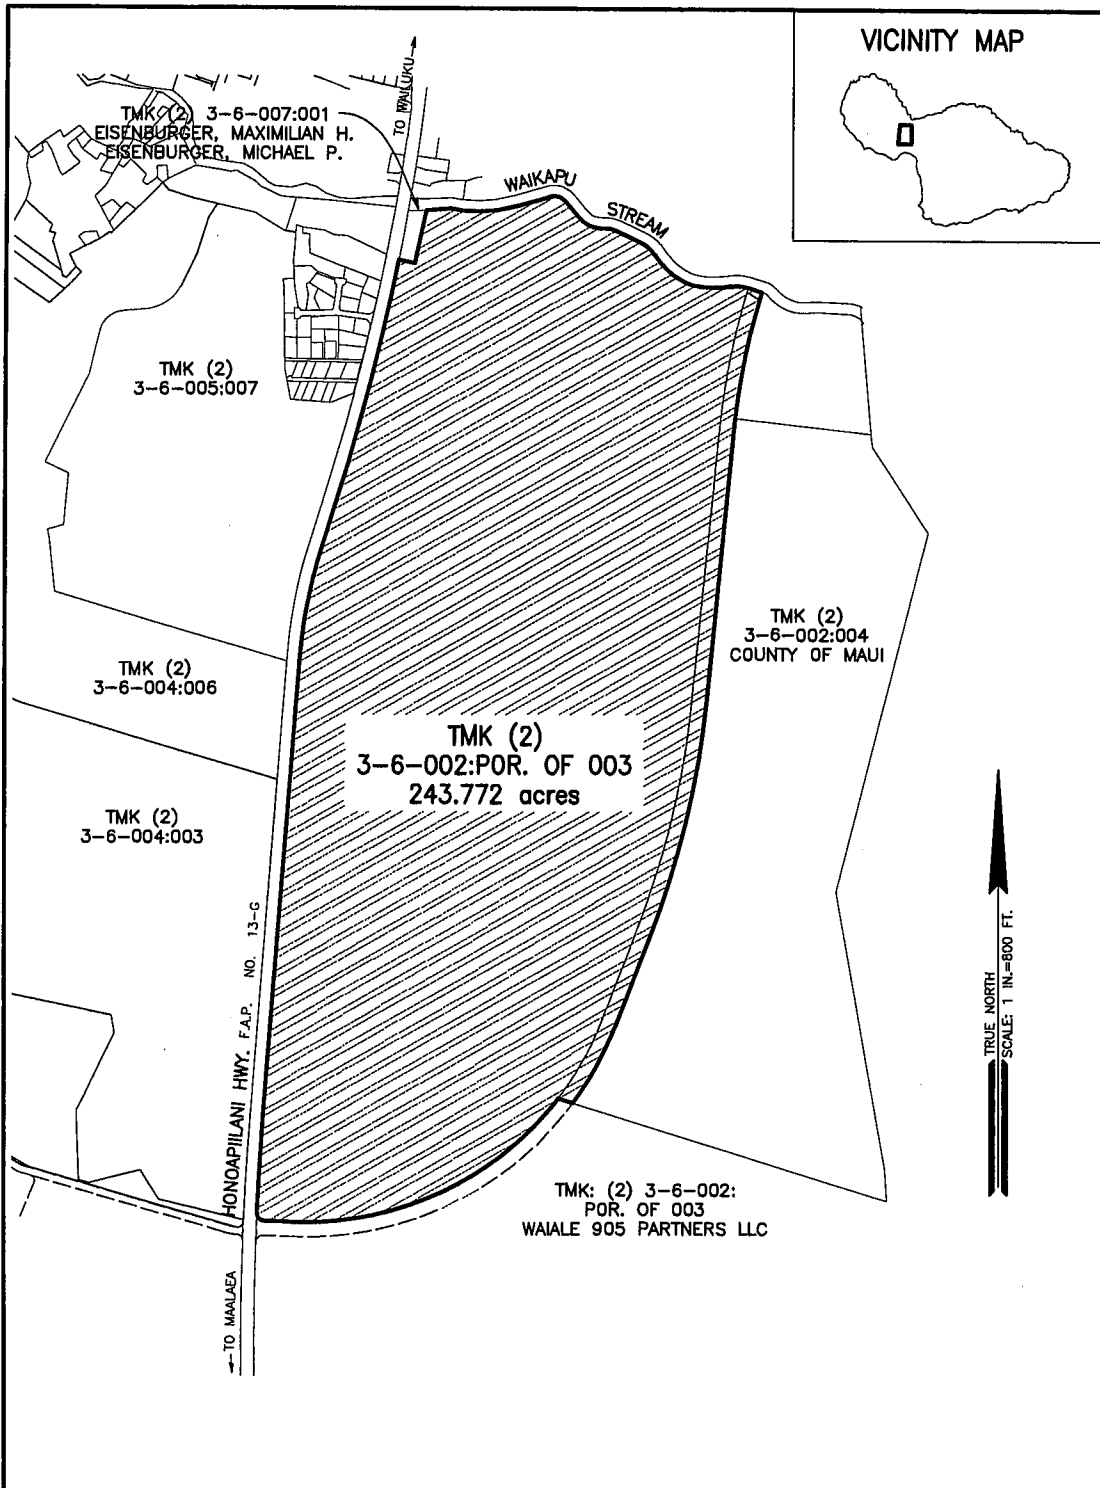 VICINITY MAP
TO WAILUKU
TMK (2) 3-6-007:001
EISENBURGER, MAXIMILIAN H.
EISENBURGER, MICHAEL P.
WAIKAPU
STREAM
TMK (2)
3-6-005:007
TMK (2)
3-6-002:004
COUNTY OF MAUI
TMK (2)
3-6-004:006
TMK (2)
3-6-002:POR. OF 003
243.772 acres
TMK (2)
3-6-004:003
HONOAPIILANI HWY. F.A.P. NO. 13-G
TRUE NORTH
SCALE: 1 IN.=800 FT.
TMK: (2) 3-6-002:
POR. OF 003
WAIALE 905 PARTNERS LLC
TO MAALAEA